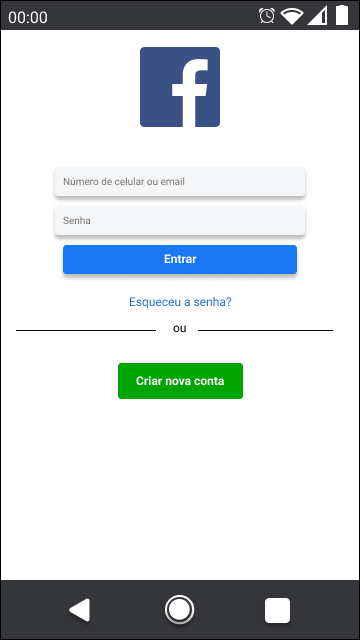 00:00
Número de celular ou email
Senha
Entrar
Esqueceu a senha?
ou
Criar nova conta